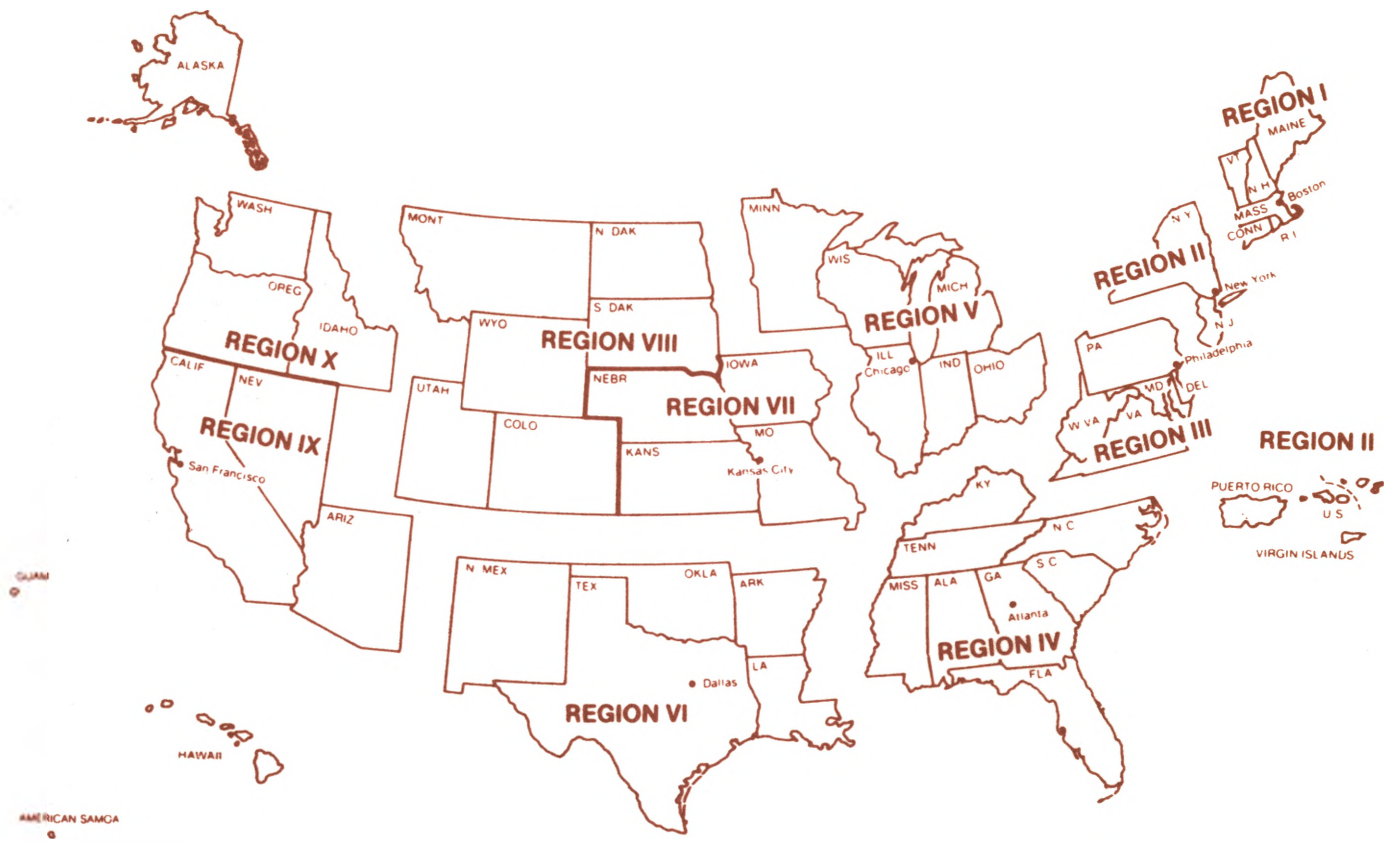 ALASKA
REGION I
MAINE
VT
N H
Boston
MASS
CONN
R I
WASH
OREG
IDAHO
REGION X
MONT
N DAK
S DAK
WYO
REGION VIII
UTAH
COLO
MINN
WIS
MICH
REGION V
ILL
Chicago
IND
OHIO
N Y
REGION II
New York
N J
PA
Philadelphia
MD
DEL
W VA
VA
REGION III
REGION II
PUERTO RICO
U S
VIRGIN ISLANDS
CALIF
NEV
REGION IX
San Francisco
ARIZ
NEBR
IOWA
REGION VII
KANS
MO
Kansas City
KY
TENN
N C
S C
MISS
ALA
GA
Atlanta
REGION IV
FLA
N MEX
TEX
OKLA
ARK
LA
Dallas
REGION VI
GUAM
HAWAII
AMERICAN SAMOA